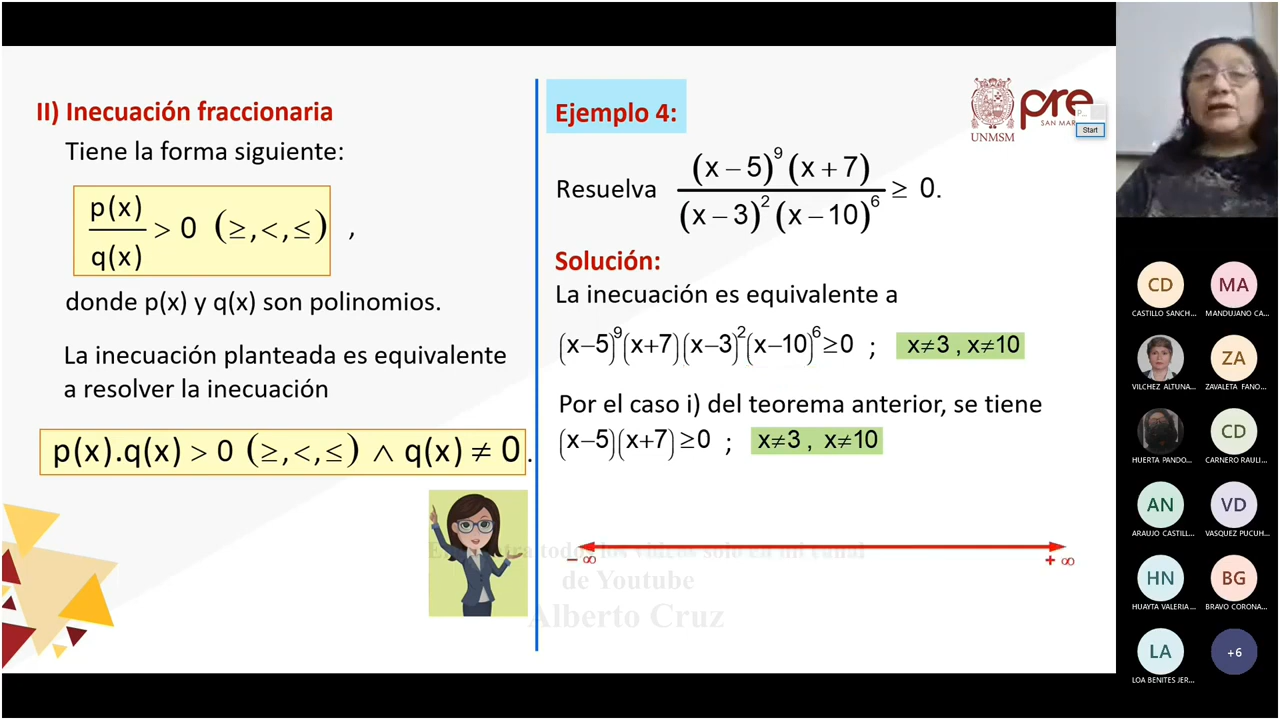 II) Inecuación fraccionaria
Tiene la forma siguiente:
p(x)/q(x) > 0 (≥,<,≤) ,
donde p(x) y q(x) son polinomios.
La inecuación planteada es equivalente
a resolver la inecuación
p(x).q(x) > 0 (≥,<,≤) ∧ q(x) ≠ 0 .
Ejemplo 4:
UNMSM
pre
SAN MAR
P...
Start
Resuelva (x – 5)⁹ (x + 7) / (x – 3)² (x – 10)⁶ ≥ 0.
Solución:
La inecuación es equivalente a
(x–5)⁹(x+7)(x–3)²(x–10)⁶ ≥0 ; x≠3 , x≠10
Por el caso i) del teorema anterior, se tiene
(x–5)(x+7) ≥0 ; x≠3 , x≠10
– ∞ + ∞
solo en mi canal
de Youtube
Alberto Cruz
CD MA
CASTILLO SANCH... MANDUJANO CA...
ZA
VILCHEZ ALTUNA... ZAVALETA FANO...
CD
HUERTA PANDO... CARNERO RAULI...
AN VD
ARAUJO CASTILL... VASQUEZ PUCUH...
HN BG
HUAYTA VALERIA... BRAVO CORONA...
LA +6
LOA BENITES JER...